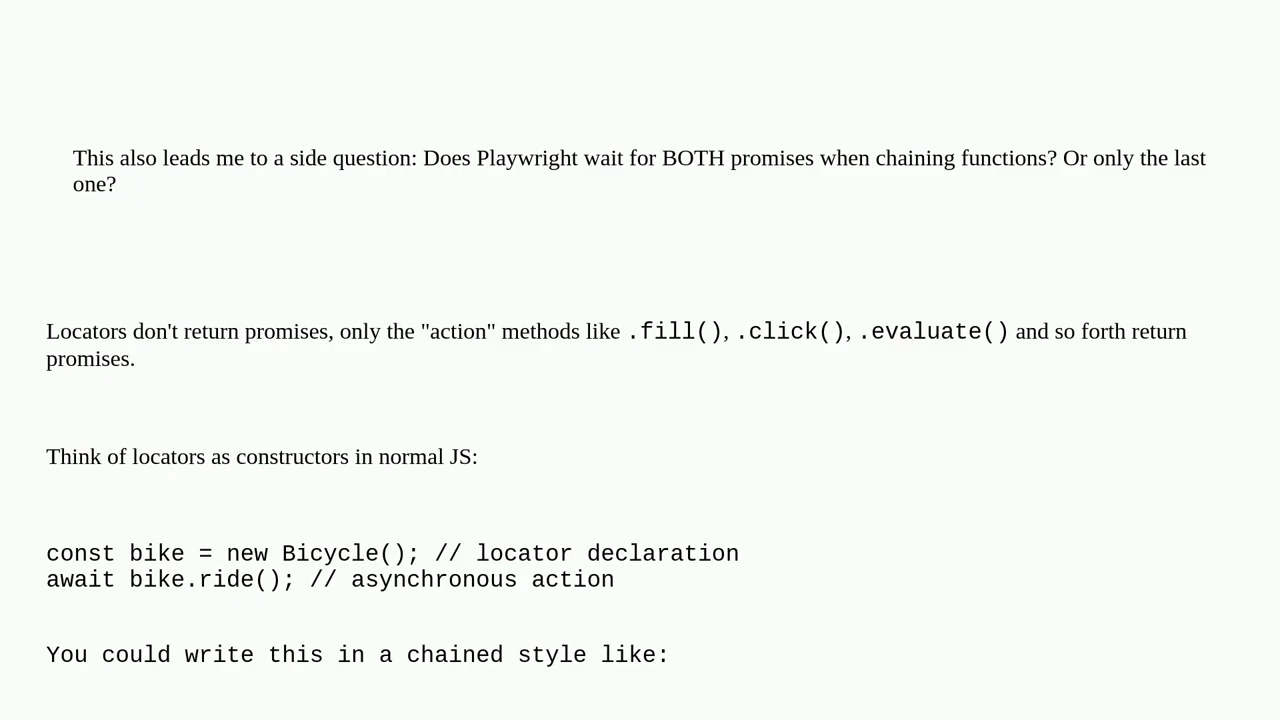 This also leads me to a side question: Does Playwright wait for BOTH promises when chaining functions? Or only the last
one?
Locators don't return promises, only the "action" methods like .fill(), .click(), .evaluate() and so forth return
promises.
Think of locators as constructors in normal JS:
const bike = new Bicycle(); // locator declaration
await bike.ride(); // asynchronous action
You could write this in a chained style like: